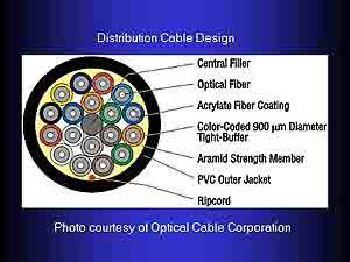 Distribution Cable Design
Central Filler
Optical Fiber
Acrylate Fiber Coating
Color-Coded 900 µm Diameter
Tight-Buffer
Aramid Strength Member
PVC Outer Jacket
Ripcord
Photo courtesy of Optical Cable Corporation